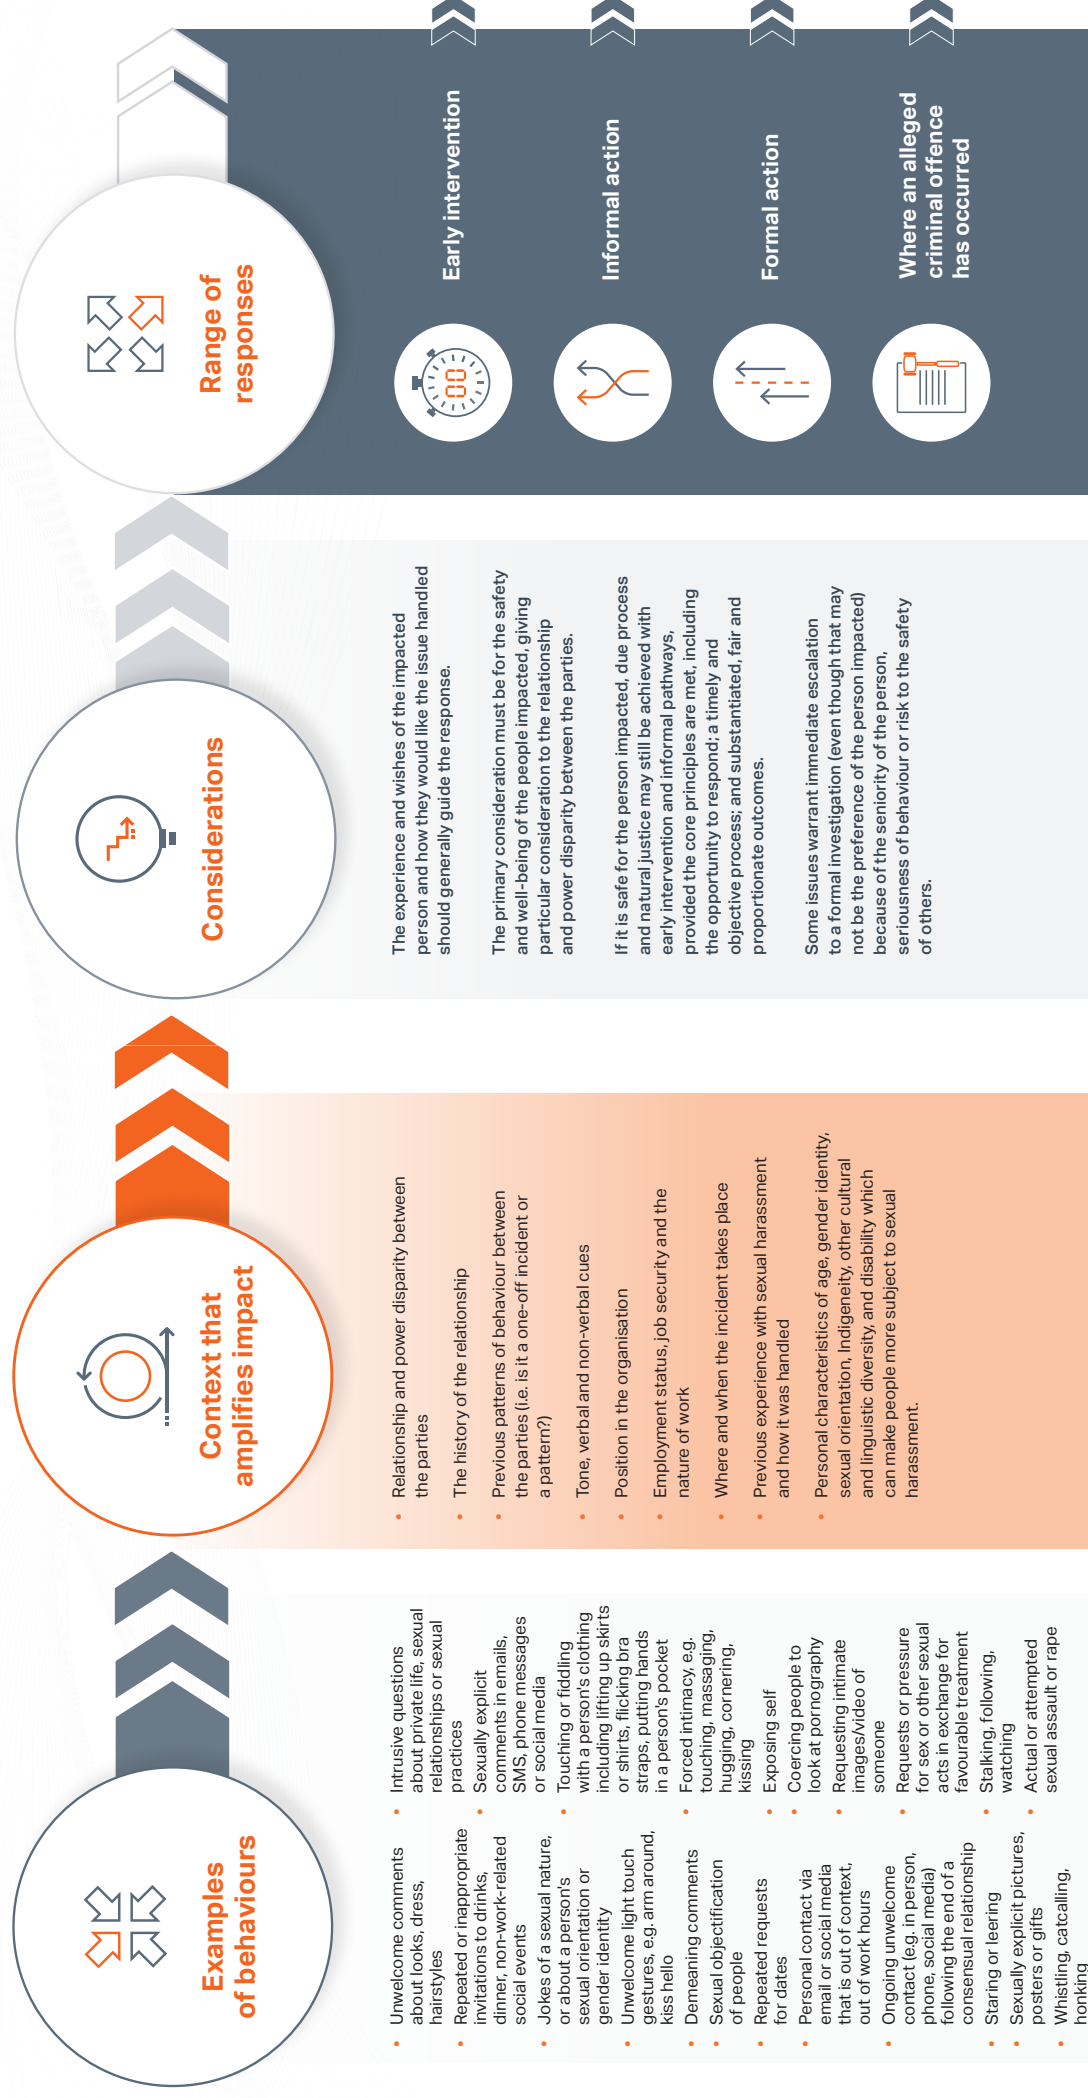 Examples
of behaviours
• Unwelcome comments
about looks, dress,
hairstyles
• Repeated or inappropriate
invitations to drinks,
dinner, non-work-related
social events
• Jokes of a sexual nature,
or about a person's
sexual orientation or
gender identity
• Unwelcome light touch
gestures, e.g. arm around,
kiss hello
• Demeaning comments
• Sexual objectification
of people
• Repeated requests
for dates
• Personal contact via
email or social media
that is out of context,
out of work hours
• Ongoing unwelcome
contact (e.g. in person,
phone, social media)
following the end of a
consensual relationship
• Staring or leering
• Sexually explicit pictures,
posters or gifts
• Whistling, catcalling,
honking
• Intrusive questions
about private life, sexual
relationships or sexual
practices
• Sexually explicit
comments in emails,
SMS, phone messages
or social media
• Touching or fiddling
with a person's clothing
including lifting up skirts
or shirts, flicking bra
straps, putting hands
in a person's pocket
• Forced intimacy, e.g.
touching, massaging,
hugging, cornering,
kissing
• Exposing self
• Coercing people to
look at pornography
• Requesting intimate
images/video of
someone
• Requests or pressure
for sex or other sexual
acts in exchange for
favourable treatment
• Stalking, following,
watching
• Actual or attempted
sexual assault or rape
Context that
amplifies impact
• Relationship and power disparity between
the parties
• The history of the relationship
• Previous patterns of behaviour between
the parties (i.e. is it a one-off incident or
a pattern?)
• Tone, verbal and non-verbal cues
• Position in the organisation
• Employment status, job security and the
nature of work
• Where and when the incident takes place
• Previous experience with sexual harassment
and how it was handled
• Personal characteristics of age, gender identity,
sexual orientation, Indigeneity, other cultural
and linguistic diversity, and disability which
can make people more subject to sexual
harassment.
Considerations
The experience and wishes of the impacted
person and how they would like the issue handled
should generally guide the response.
The primary consideration must be for the safety
and well-being of the people impacted, giving
particular consideration to the relationship
and power disparity between the parties.
If it is safe for the person impacted, due process
and natural justice may still be achieved with
early intervention and informal pathways,
provided the core principles are met, including
the opportunity to respond; a timely and
objective process; and substantiated, fair and
proportionate outcomes.
Some issues warrant immediate escalation
to a formal investigation (even though that may
not be the preference of the person impacted)
because of the seniority of the person,
seriousness of behaviour or risk to the safety
of others.
Range of
responses
00
Early intervention
Informal action
Formal action
Where an alleged
criminal offence
has occurred